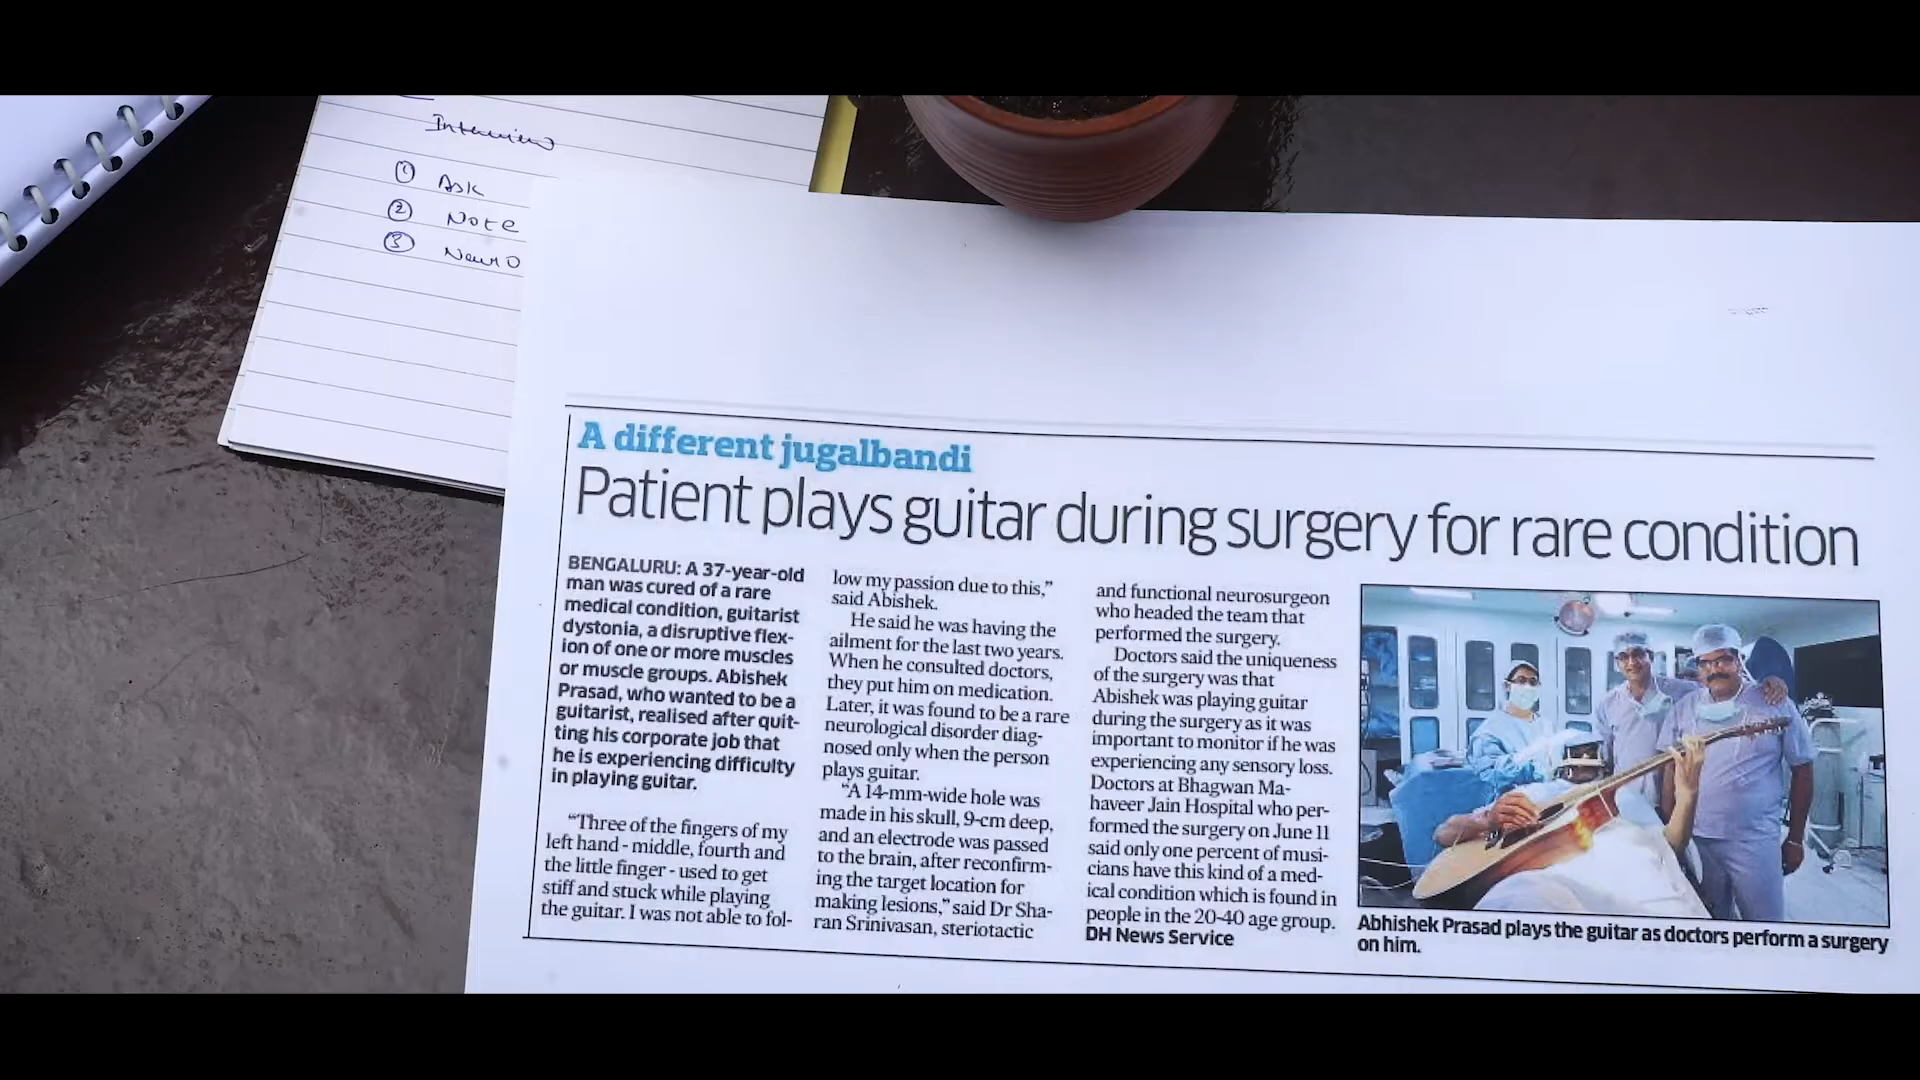 Interview
① Ask
② Note
③ Neuro
A different jugalbandi
Patient plays guitar during surgery for rare condition
BENGALURU: A 37-year-old
man was cured of a rare
medical condition, guitarist
dystonia, a disruptive flex-
ion of one or more muscles
or muscle groups. Abishek
Prasad, who wanted to be a
guitarist, realised after quit-
ting his corporate job that
he is experiencing difficulty
in playing guitar.
“Three of the fingers of my
left hand - middle, fourth and
the little finger - used to get
stiff and stuck while playing
the guitar. I was not able to fol-
low my passion due to this,”
said Abishek.
He said he was having the
ailment for the last two years.
When he consulted doctors,
they put him on medication.
Later, it was found to be a rare
neurological disorder diag-
nosed only when the person
plays guitar.
“A 14-mm-wide hole was
made in his skull, 9-cm deep,
and an electrode was passed
to the brain, after reconfirm-
ing the target location for
making lesions,” said Dr Sha-
ran Srinivasan, steriotactic
and functional neurosurgeon
who headed the team that
performed the surgery.
Doctors said the uniqueness
of the surgery was that
Abishek was playing guitar
during the surgery as it was
important to monitor if he was
experiencing any sensory loss.
Doctors at Bhagwan Ma-
haveer Jain Hospital who per-
formed the surgery on June 11
said only one percent of musi-
cians have this kind of a med-
ical condition which is found in
people in the 20-40 age group.
DH News Service
Abhishek Prasad plays the guitar as doctors perform a surgery
on him.